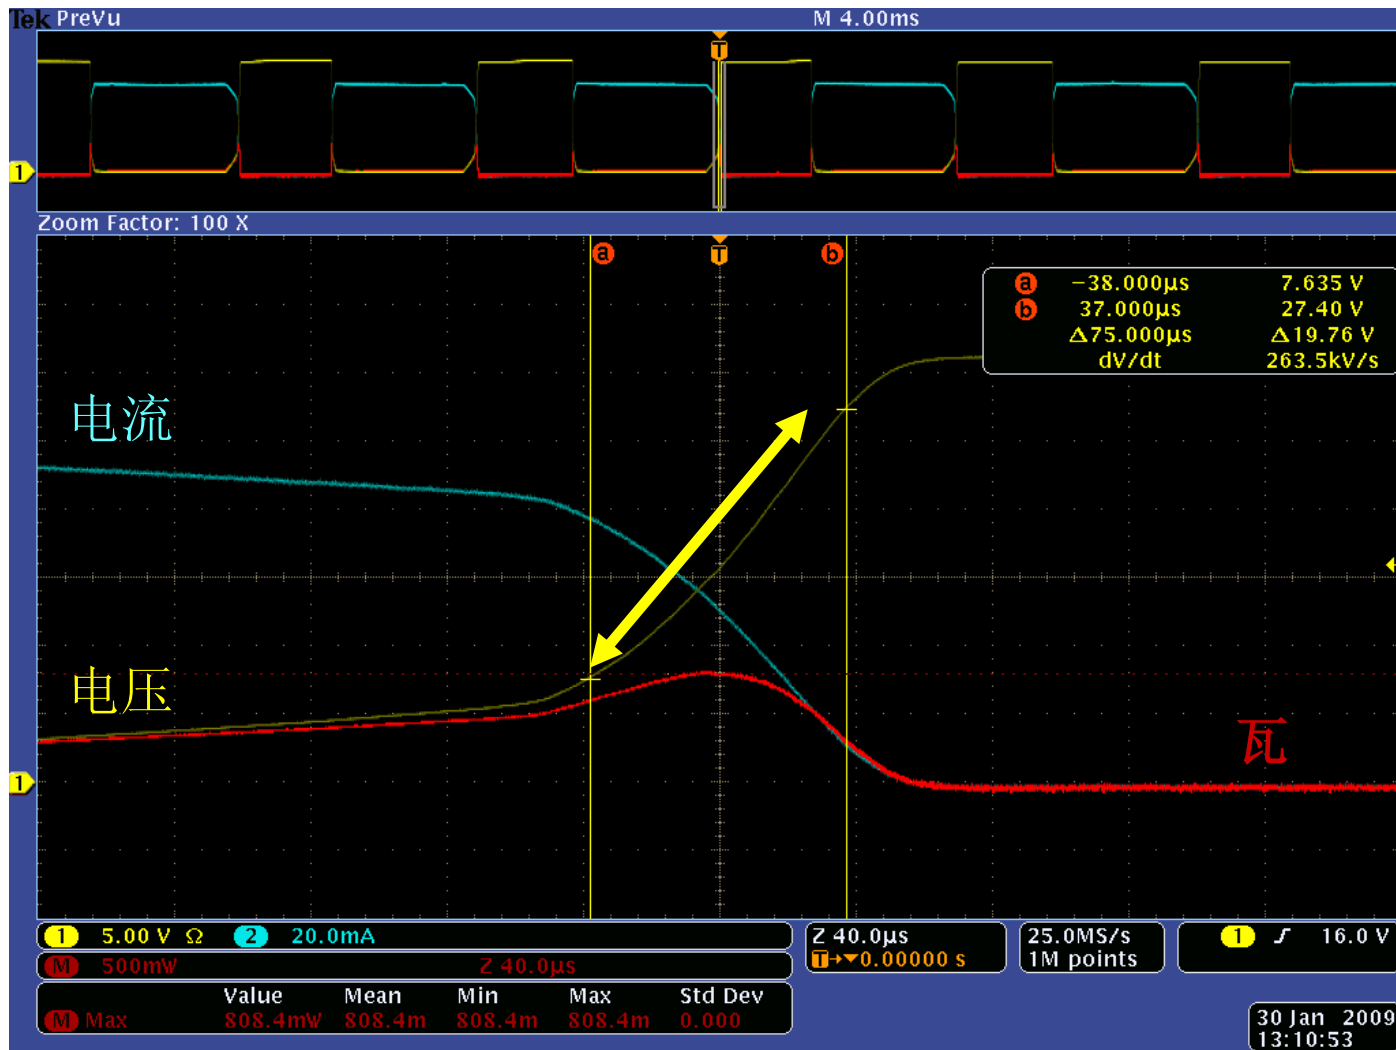 Tek PreVu M 4.00ms
T
1
Zoom Factor: 100 X
a T b
a −38.000µs 7.635 V
b 37.000µs 27.40 V
Δ75.000µs Δ19.76 V
dV/dt 263.5kV/s
电流
电压
瓦
1
1 5.00 V Ω 2 20.0mA
M 500mW Z 40.0µs
Value Mean Min Max Std Dev
M Max 808.4mW 808.4m 808.4m 808.4m 0.000
Z 40.0µs
T→▼0.00000 s
25.0MS/s
1M points
1 ʃ 16.0 V
30 Jan 2009
13:10:53